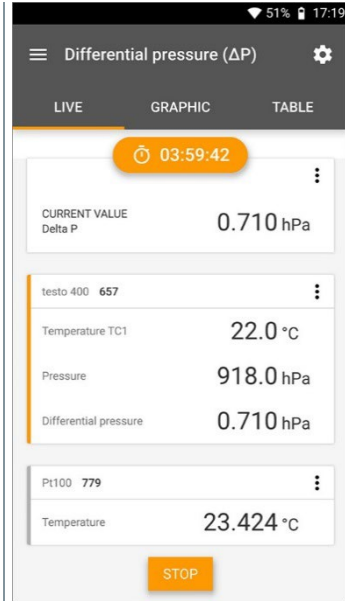 51% 17:19
Differential pressure (ΔP)
LIVE GRAPHIC TABLE
03:59:42
CURRENT VALUE
Delta P 0.710 hPa
testo 400 657
Temperature TC1 22.0 °C
Pressure 918.0 hPa
Differential pressure 0.710 hPa
Pt100 779
Temperature 23.424 °C
STOP